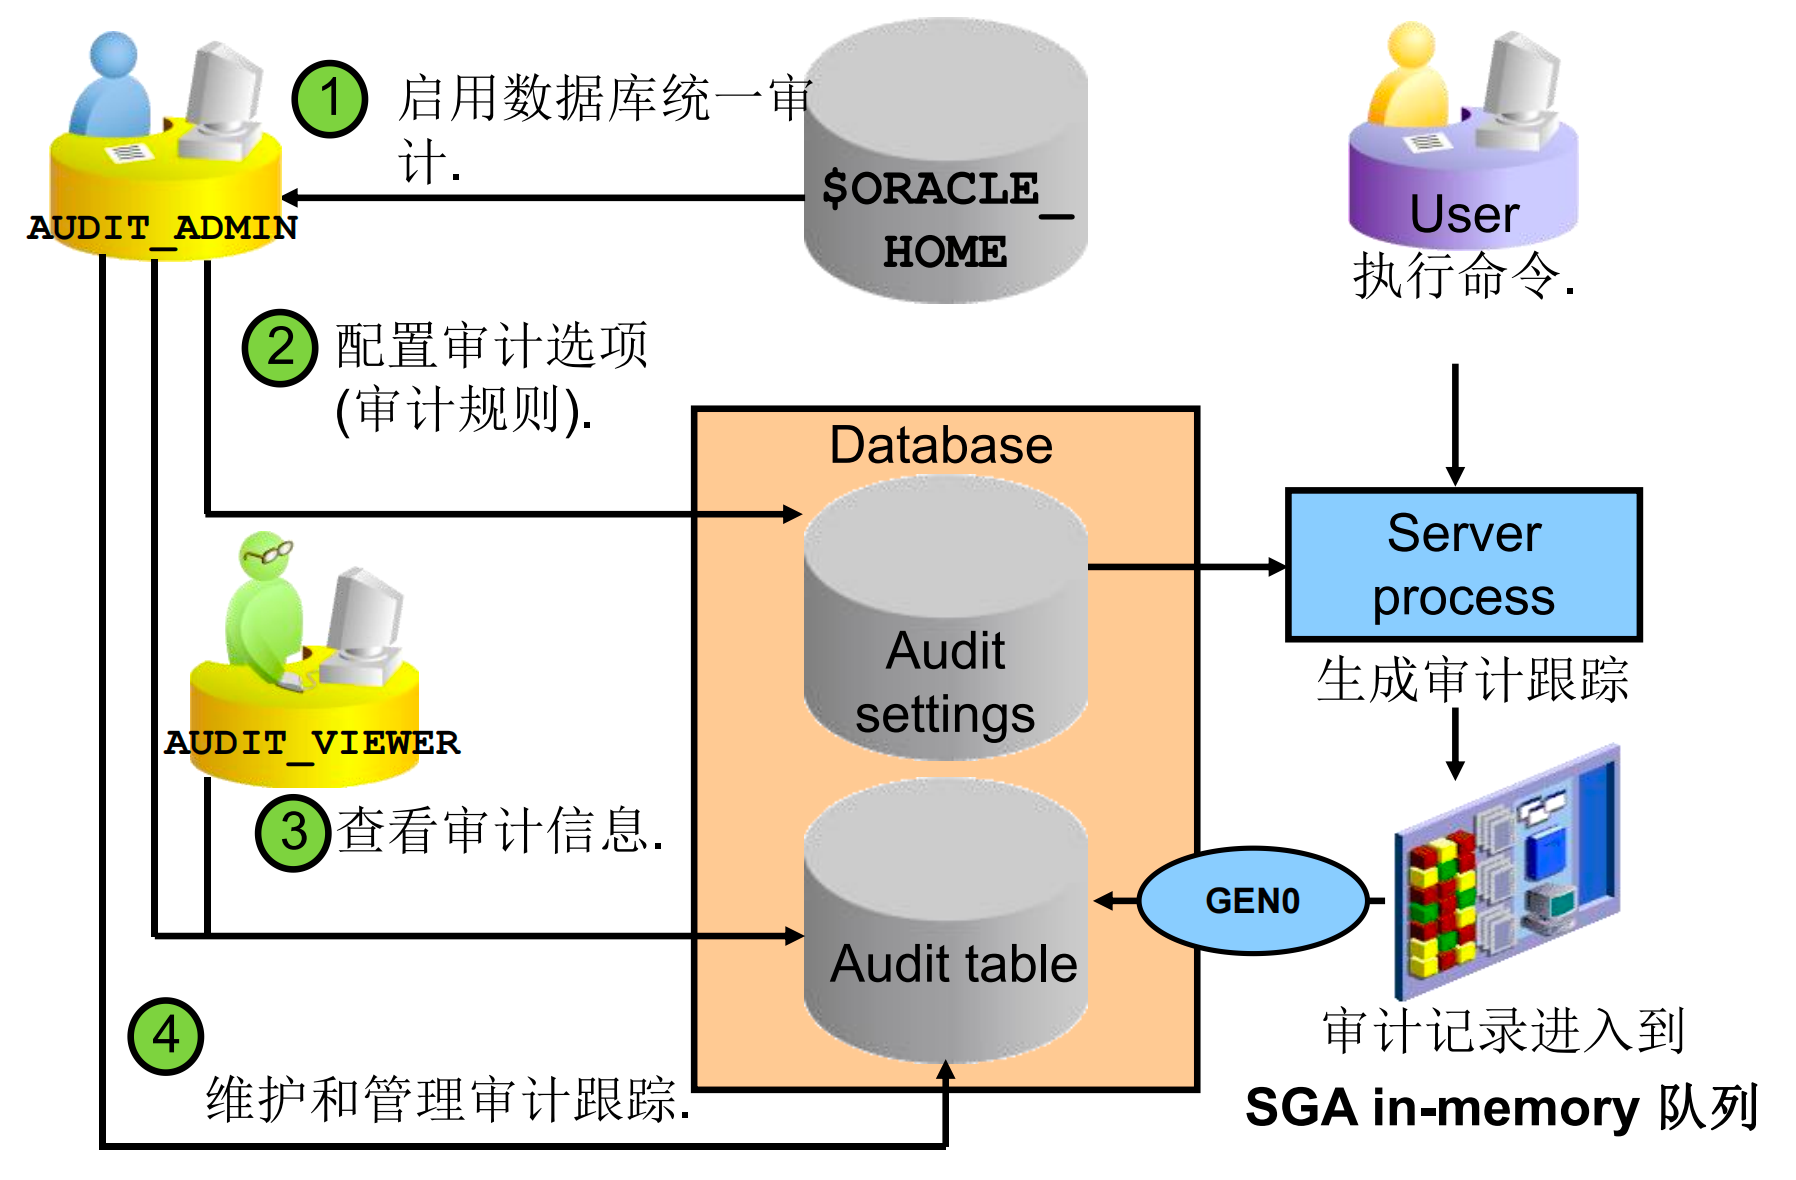 1
启用数据库统一审
计.
$ORACLE_
HOME
AUDIT_ADMIN
User
执行命令.
2
配置审计选项
(审计规则).
Database
Server
process
Audit
settings
生成审计跟踪
AUDIT_VIEWER
3
查看审计信息.
GEN0
Audit table
4
审计记录进入到
维护和管理审计跟踪.
SGA in-memory 队列